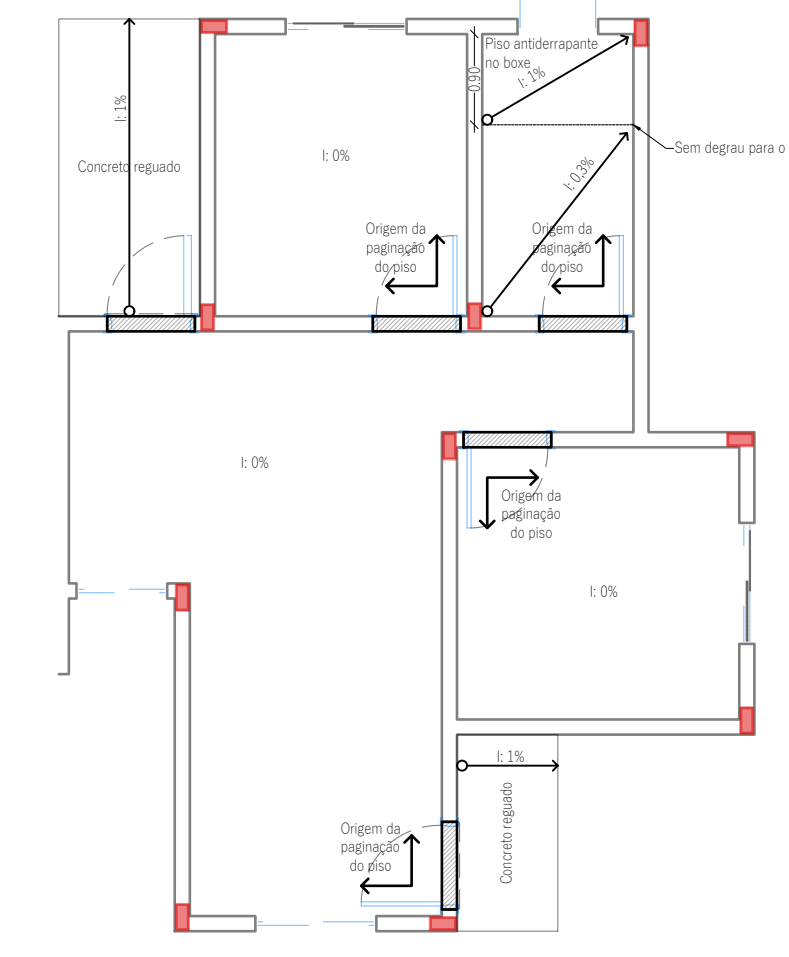 Piso antiderrapante
no boxe
I: 1%
0.90
I: 1%
Concreto reguado
I: 0%
Sem degrau para o
I: 0,3%
Origem da
paginação
do piso
Origem da
paginação
do piso
I: 0%
Origem da
paginação
do piso
I: 0%
I: 1%
Concreto reguado
Origem da
paginação
do piso